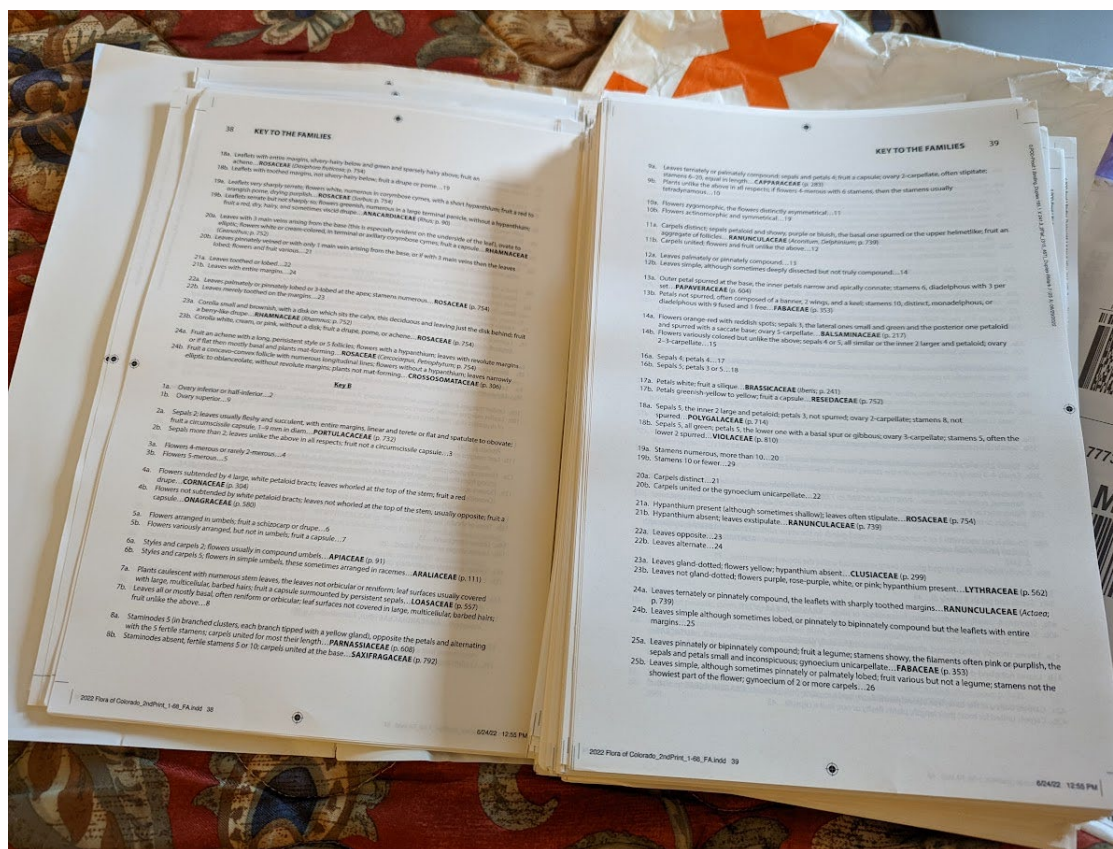 38 KEY TO THE FAMILIES
18a. Leaflets with entire margins, silvery-hairy below and green and sparsely hairy above; fruit an
achene…ROSACEAE (Dasiphora fruticosa; p. 754)
18b. Leaflets with toothed margins, not silvery-hairy below; fruit a drupe or pome…19
19a. Leaflets very sharply serrate; flowers white, numerous in corymbose cymes, with a short hypanthium; fruit a red to
orangish pome, drying purplish…ROSACEAE (Sorbus; p. 754)
19b. Leaflets serrate but not sharply so; flowers greenish, numerous in a large terminal panicle, without a hypanthium;
fruit a red, dry, hairy, and sometimes viscid drupe…ANACARDIACEAE (Rhus; p. 90)
20a. Leaves with 3 main veins arising from the base (this is especially evident on the underside of the leaf), ovate to
elliptic; flowers white or cream-colored, in terminal or axillary corymbose cymes; fruit a capsule…RHAMNACEAE
(Ceanothus; p. 752)
20b. Leaves pinnately veined or with only 1 main vein arising from the base, or if with 3 main veins then the leaves
lobed; flowers and fruit various…21
21a. Leaves toothed or lobed…22
21b. Leaves with entire margins…24
22a. Leaves palmately or pinnately lobed or 3-lobed at the apex; stamens numerous…ROSACEAE (p. 754)
22b. Leaves merely toothed on the margins…23
23a. Corolla small and brownish, with a disk on which sits the calyx, this deciduous and leaving just the disk behind; fruit
a berry-like drupe…RHAMNACEAE (Rhamnus; p. 752)
23b. Corolla white, cream, or pink, without a disk; fruit a drupe, pome, or achene…ROSACEAE (p. 754)
24a. Fruit an achene with a long, persistent style or 5 follicles; flowers with a hypanthium; leaves with revolute margins
or if flat then mostly basal and plants mat-forming…ROSACEAE (Cercocarpus, Petrophytum; p. 754)
24b. Fruit a concavo-convex follicle with numerous longitudinal lines; flowers without a hypanthium; leaves narrowly
elliptic to oblanceolate, without revolute margins; plants not mat-forming…CROSSOSOMATACEAE (p. 306)
Key B
1a. Ovary inferior or half-inferior…2
1b. Ovary superior…9
2a. Sepals 2; leaves usually fleshy and succulent, with entire margins, linear and terete or flat and spatulate to obovate;
fruit a circumscissile capsule, 1–9 mm in diam…PORTULACACEAE (p. 732)
2b. Sepals more than 2; leaves unlike the above in all respects; fruit not a circumscissile capsule…3
3a. Flowers 4-merous or rarely 2-merous…4
3b. Flowers 5-merous…5
4a. Flowers subtended by 4 large, white petaloid bracts; leaves whorled at the top of the stem; fruit a red
drupe…CORNACEAE (p. 304)
4b. Flowers not subtended by white petaloid bracts; leaves not whorled at the top of the stem, usually opposite; fruit a
capsule…ONAGRACEAE (p. 580)
5a. Flowers arranged in umbels; fruit a schizocarp or drupe…6
5b. Flowers variously arranged, but not in umbels; fruit a capsule…7
6a. Styles and carpels 2; flowers usually in compound umbels…APIACEAE (p. 91)
6b. Styles and carpels 5; flowers in simple umbels, these sometimes arranged in racemes…ARALIACEAE (p. 111)
7a. Plants caulescent with numerous stem leaves, the leaves not orbicular or reniform; leaf surfaces usually covered
with large, multicellular, barbed hairs; fruit a capsule surmounted by persistent sepals…LOASACEAE (p. 557)
7b. Leaves all or mostly basal, often reniform or orbicular; leaf surfaces not covered in large, multicellular, barbed hairs;
fruit unlike the above…8
8a. Staminodes 5 (in branched clusters, each branch tipped with a yellow gland), opposite the petals and alternating
with the 5 fertile stamens; carpels united for most their length…PARNASSIACEAE (p. 608)
8b. Staminodes absent, fertile stamens 5 or 10; carpels united at the base…SAXIFRAGACEAE (p. 792)
2022 Flora of Colorado_2ndPrint_1-68_FA.indd 38
6/24/22 12:55 PM
KEY TO THE FAMILIES 39
9a. Leaves ternately or palmately compound; sepals and petals 4; fruit a capsule; ovary 2-carpellate, often stipitate;
stamens 6–20, equal in length…CAPPARACEAE (p. 283)
9b. Plants unlike the above in all respects; if flowers 4-merous with 6 stamens, then the stamens usually
tetradynamous…10
10a. Flowers zygomorphic, the flowers distinctly asymmetrical…11
10b. Flowers actinomorphic and symmetrical…19
11a. Carpels distinct; sepals petaloid and showy, purple or bluish, the basal one spurred or the upper helmetlike; fruit an
aggregate of follicles…RANUNCULACEAE (Aconitum, Delphinium; p. 739)
11b. Carpels united; flowers and fruit unlike the above…12
12a. Leaves palmately or pinnately compound…13
12b. Leaves simple, although sometimes deeply dissected but not truly compound…14
13a. Outer petal spurred at the base, the inner petals narrow and apically connate; stamens 6, diadelphous with 3 per
set…PAPAVERACEAE (p. 604)
13b. Petals not spurred, often composed of a banner, 2 wings, and a keel; stamens 10, distinct, monadelphous, or
diadelphous with 9 fused and 1 free…FABACEAE (p. 353)
14a. Flowers orange-red with reddish spots; sepals 3, the lateral ones small and green and the posterior one petaloid
and spurred with a saccate base; ovary 5-carpellate…BALSAMINACEAE (p. 217)
14b. Flowers variously colored but unlike the above; sepals 4 or 5, all similar or the inner 2 larger and petaloid; ovary
2–3-carpellate…15
16a. Sepals 4; petals 4…17
16b. Sepals 5; petals 3 or 5…18
17a. Petals white; fruit a silique…BRASSICACEAE (Iberis; p. 241)
17b. Petals greenish-yellow to yellow; fruit a capsule…RESEDACEAE (p. 752)
18a. Sepals 5, the inner 2 large and petaloid; petals 3, not spurred; ovary 2-carpellate; stamens 8, not
spurred…POLYGALACEAE (p. 714)
18b. Sepals 5, all green; petals 5, the lower one with a basal spur or gibbous; ovary 3-carpellate; stamens 5, often the
lower 2 spurred…VIOLACEAE (p. 810)
19a. Stamens numerous, more than 10…20
19b. Stamens 10 or fewer…29
20a. Carpels distinct…21
20b. Carpels united or the gynoecium unicarpellate…22
21a. Hypanthium present (although sometimes shallow); leaves often stipulate…ROSACEAE (p. 754)
21b. Hypanthium absent; leaves exstipulate…RANUNCULACEAE (p. 739)
22a. Leaves opposite…23
22b. Leaves alternate…24
23a. Leaves gland-dotted; flowers yellow; hypanthium absent…CLUSIACEAE (p. 299)
23b. Leaves not gland-dotted; flowers purple, rose-purple, white, or pink; hypanthium present…LYTHRACEAE (p. 562)
24a. Leaves ternately or pinnately compound, the leaflets with sharply toothed margins…RANUNCULACEAE (Actaea;
p. 739)
24b. Leaves simple although sometimes lobed, or pinnately to bipinnately compound but the leaflets with entire
margins…25
25a. Leaves pinnately or bipinnately compound; fruit a legume; stamens showy, the filaments often pink or purplish, the
sepals and petals small and inconspicuous; gynoecium unicarpellate…FABACEAE (p. 353)
25b. Leaves simple, although sometimes pinnately or palmately lobed; fruit various but not a legume; stamens not the
showiest part of the flower; gynoecium of 2 or more carpels…26
2022 Flora of Colorado_2ndPrint_1-68_FA.indd 39
6/24/22 12:55 PM
7773